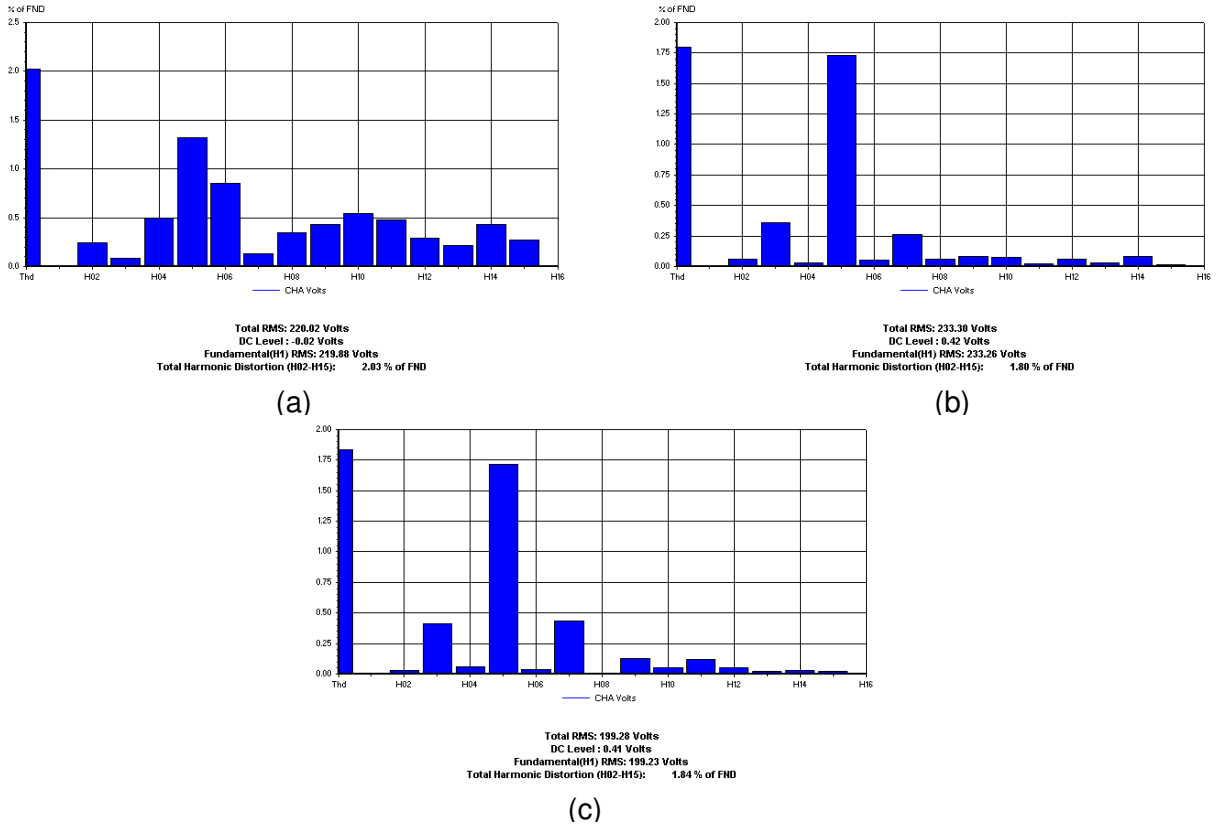 % of FND
2.5
2.0
1.5
1.0
0.5
0.0
Thd H02 H04 H06 H08 H10 H12 H14 H16
CHA Volts
Total RMS: 220.02 Volts
DC Level : -0.02 Volts
Fundamental(H1) RMS: 219.88 Volts
Total Harmonic Distortion (H02-H15): 2.03 % of FND
(a)
% of FND
2.00
1.75
1.50
1.25
1.00
0.75
0.50
0.25
0.00
Thd H02 H04 H06 H08 H10 H12 H14 H16
CHA Volts
Total RMS: 233.30 Volts
DC Level : 0.42 Volts
Fundamental(H1) RMS: 233.26 Volts
Total Harmonic Distortion (H02-H15): 1.80 % of FND
(b)
2.00
1.75
1.50
1.25
1.00
0.75
0.50
0.25
0.00
Thd H02 H04 H06 H08 H10 H12 H14 H16
CHA Volts
Total RMS: 199.28 Volts
DC Level : 0.41 Volts
Fundamental(H1) RMS: 199.23 Volts
Total Harmonic Distortion (H02-H15): 1.84 % of FND
(c)